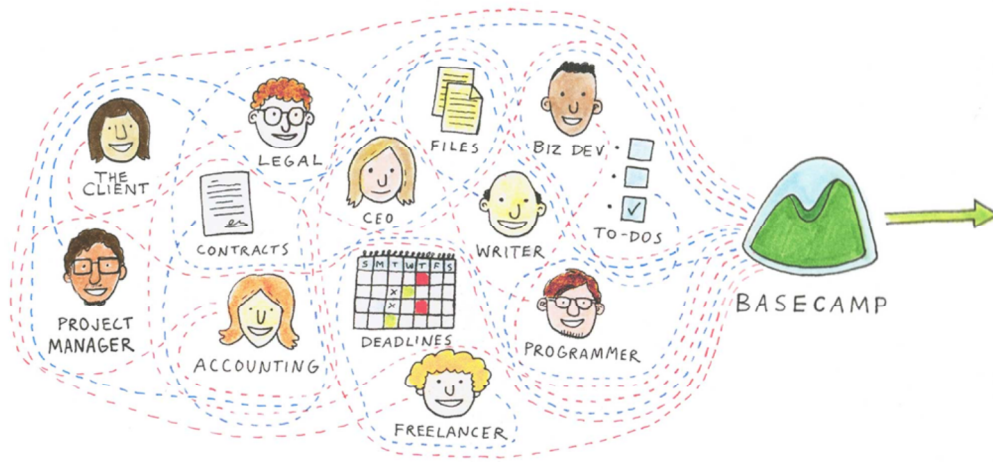 THE
CLIENT
LEGAL
FILES
BIZ DEV
CONTRACTS
CEO
WRITER
TO-DOS
PROJECT
MANAGER
ACCOUNTING
S M T W T F S
X
X
DEADLINES
PROGRAMMER
FREELANCER
BASECAMP